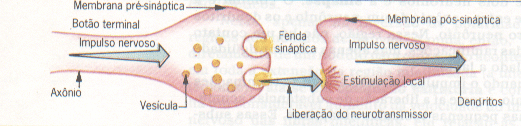 Membrana pré-sináptica
Botão terminal
Impulso nervoso
Axônio
Vesícula
Fenda
sináptica
Liberação do neurotransmissor
Membrana pós-sináptica
Impulso nervoso
Estimulação local
Dendritos